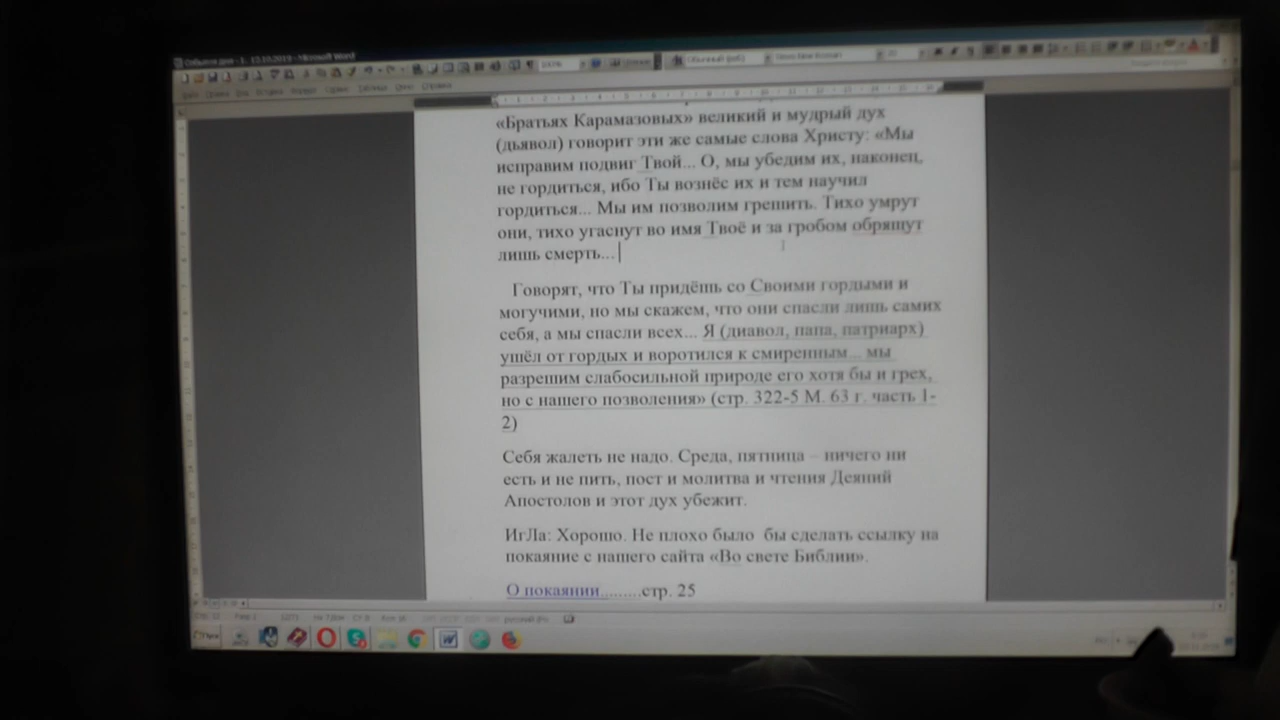 «Братьях Карамазовых» великий и мудрый дух
(дьявол) говорит эти же самые слова Христу: «Мы
исправим подвиг Твой... О, мы убедим их, наконец,
не гордиться, ибо Ты вознёс их и тем научил
гордиться... Мы им позволим грешить. Тихо умрут
они, тихо угаснут во имя Твоё и за гробом обрящут
лишь смерть...
Говорят, что Ты придёшь со Своими гордыми и
могучими, но мы скажем, что они спасли лишь самих
себя, а мы спасли всех... Я (диавол, папа, патриарх)
ушёл от гордых и воротился к смиренным... мы
разрешим слабосильной природе его хотя бы и грех,
но с нашего позволения» (стр. 322-5 М. 63 г. часть 1-
2)
Себя жалеть не надо. Среда, пятница – ничего ни
есть и не пить, пост и молитва и чтения Деяний
Апостолов и этот дух убежит.
ИгЛа: Хорошо. Не плохо было  бы сделать ссылку на
покаяние с нашего сайта «Во свете Библии».
О покаянии.........стр. 25